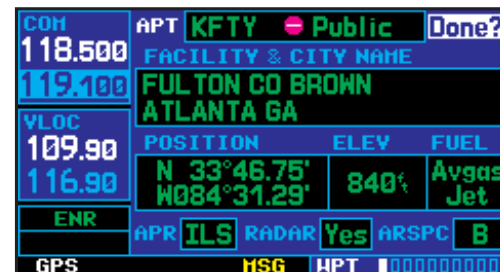 COM
118.500
119.100
VLOC
109.90
116.90
ENR
GPS
APT KFTY Public Done?
FACILITY & CITY NAME
FULTON CO BROWN
ATLANTA GA
POSITION ELEV FUEL
N 33°46.75' 840ft Avgas
W084°31.29' Jet
APR ILS RADAR Yes ARSPC B
MSG WPT